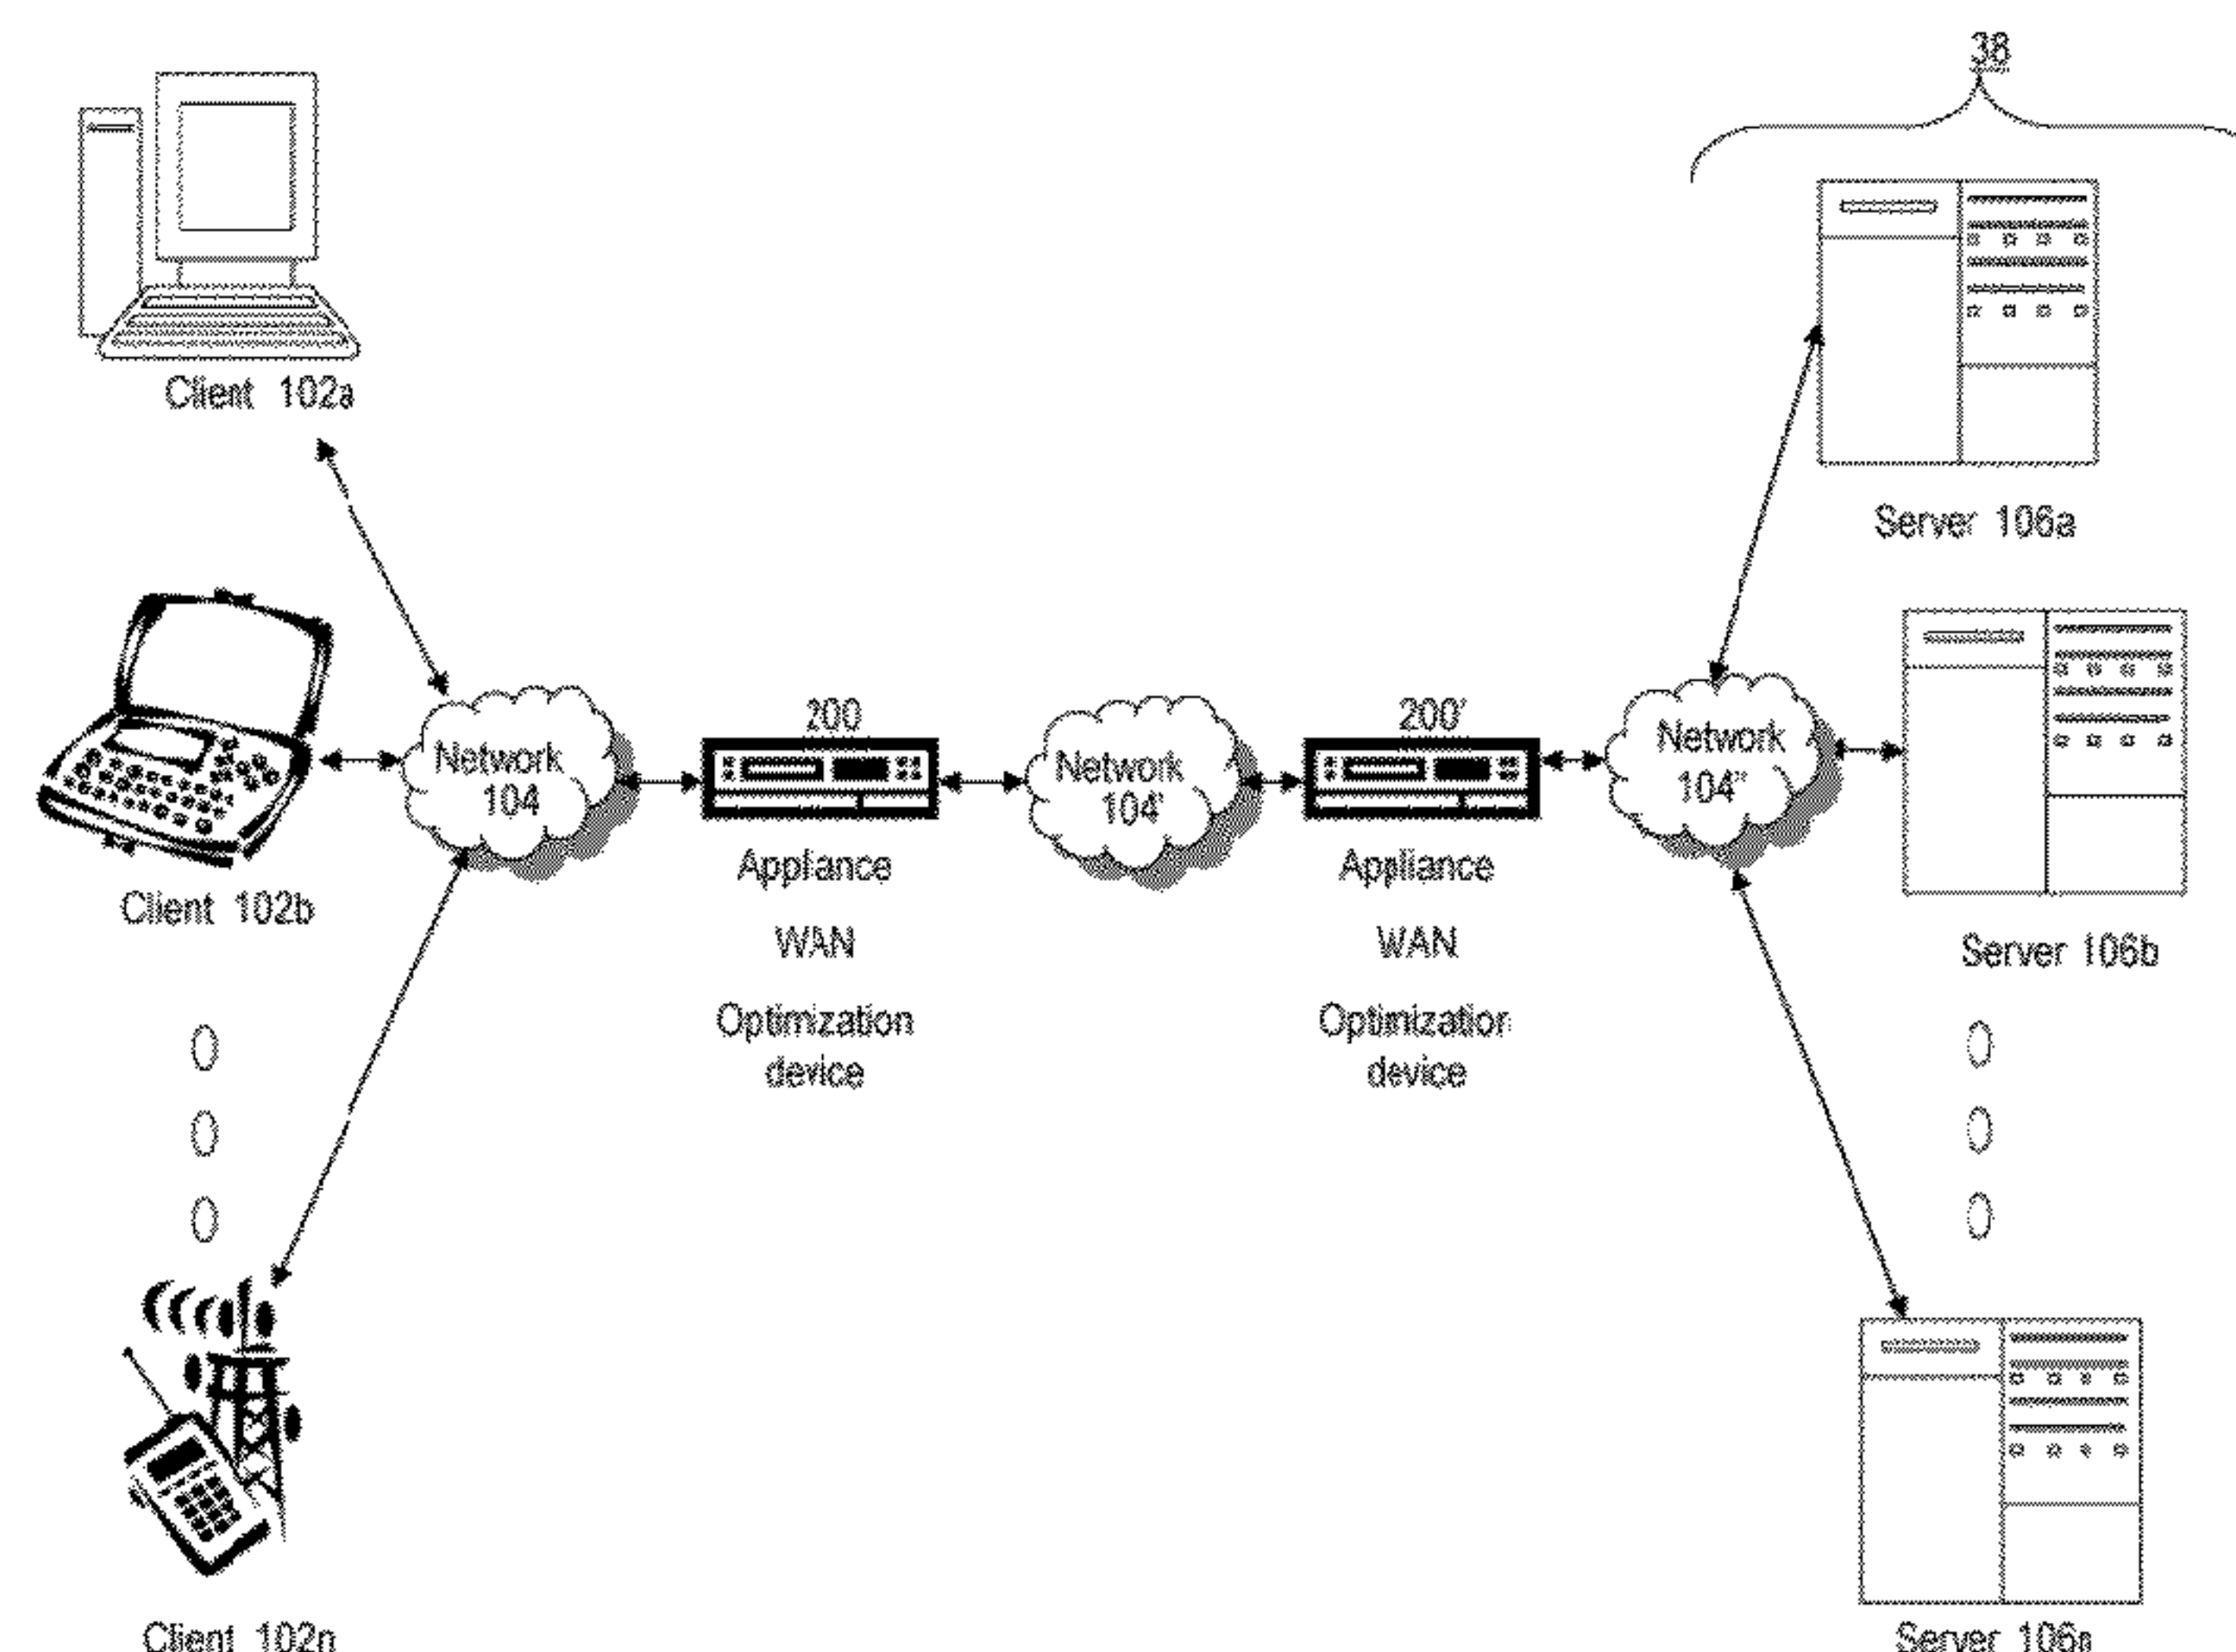 38
Client 102a
Server 106a
Client 102b
Network
104
200
Appliance
WAN
Optimization
device
Network
104'
200'
Appliance
WAN
Optimization
device
Network
104"
Server 106b
Client 102n
Server 106n